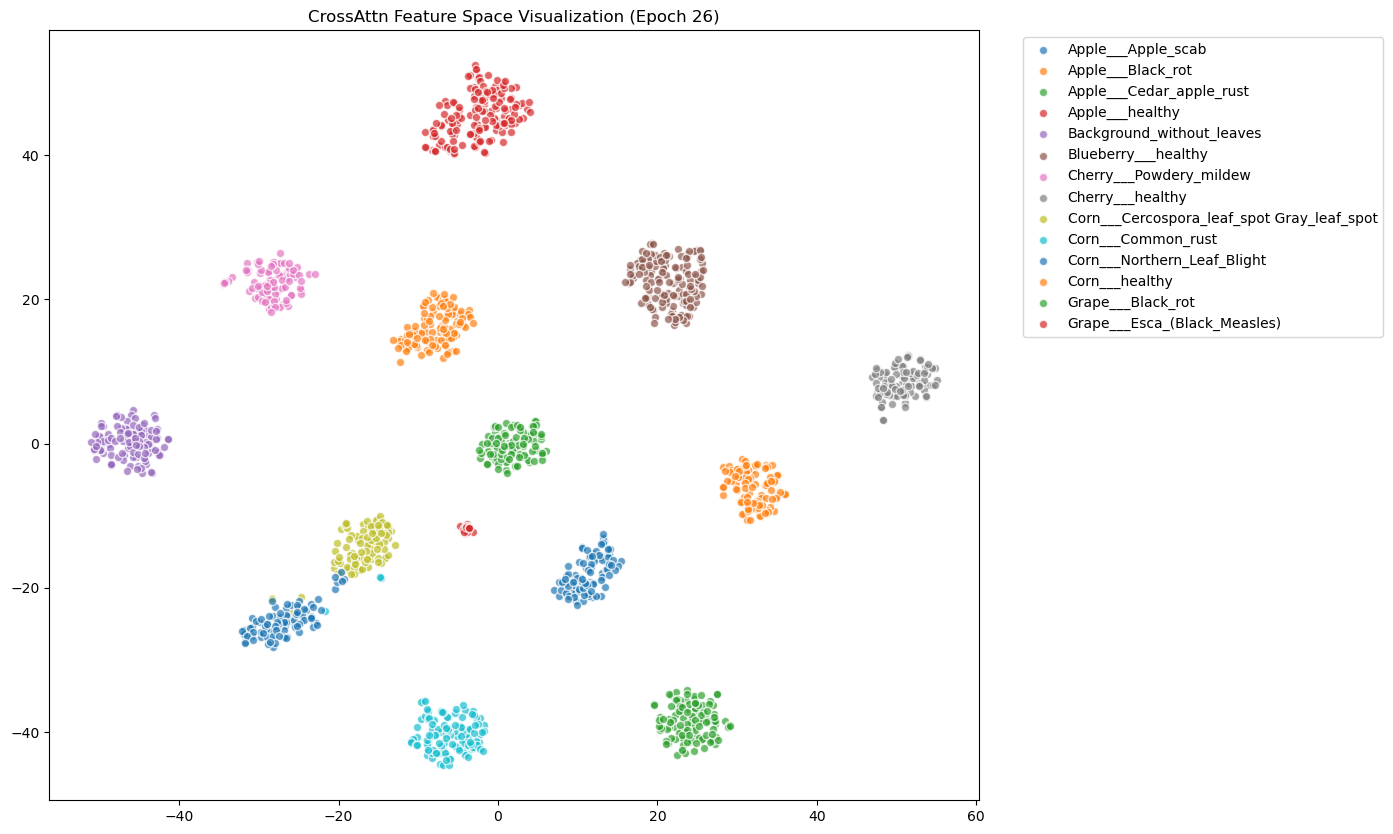 CrossAttn Feature Space Visualization (Epoch 26)
Apple___Apple_scab
Apple___Black_rot
Apple___Cedar_apple_rust
Apple___healthy
Background_without_leaves
Blueberry___healthy
Cherry___Powdery_mildew
Cherry___healthy
Corn___Cercospora_leaf_spot Gray_leaf_spot
Corn___Common_rust
Corn___Northern_Leaf_Blight
Corn___healthy
Grape___Black_rot
Grape___Esca_(Black_Measles)
40
20
0
−20
−40
−40 −20 0 20 40 60